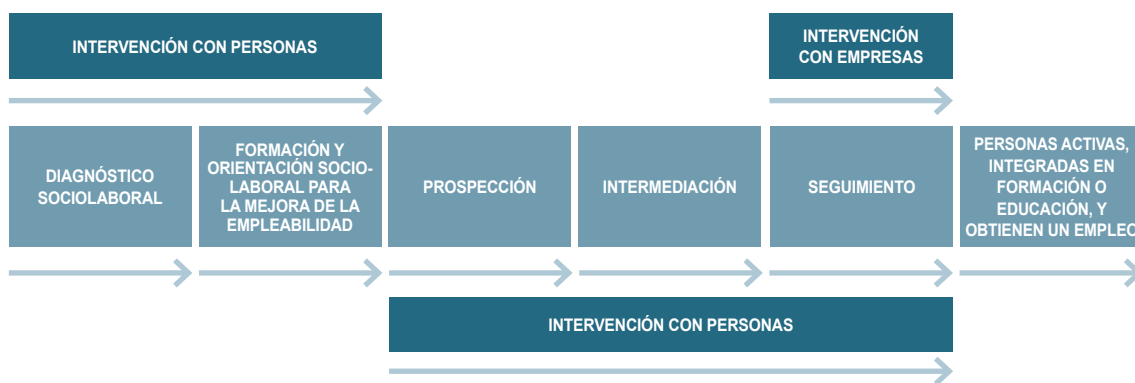 INTERVENCIÓN CON PERSONAS
INTERVENCIÓN
CON EMPRESAS
DIAGNÓSTICO
SOCIOLABORAL
FORMACIÓN Y
ORIENTACIÓN SOCIO-
LABORAL PARA
LA MEJORA DE LA
EMPLEABILIDAD
PROSPECCIÓN
INTERMEDIACIÓN
SEGUIMIENTO
PERSONAS ACTIVAS,
INTEGRADAS EN
FORMACIÓN O
EDUCACIÓN, Y
OBTIENEN UN EMPLEO
INTERVENCIÓN CON PERSONAS